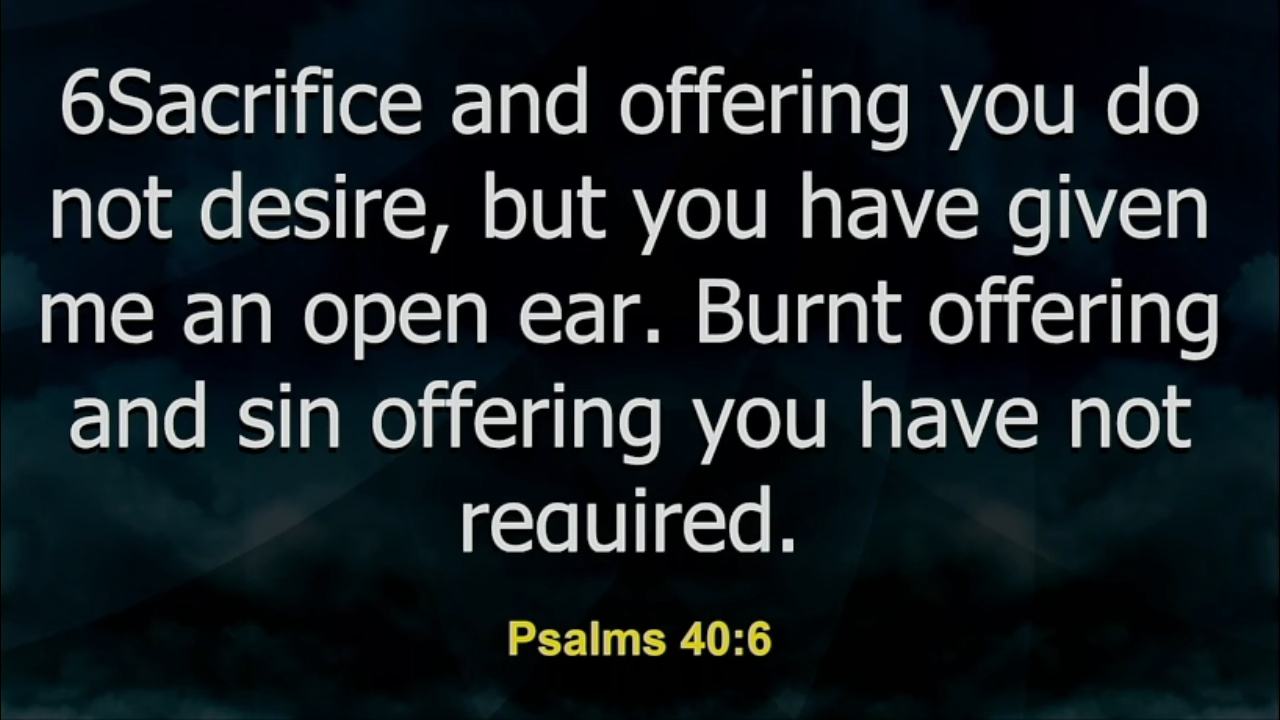 6Sacrifice and offering you do
not desire, but you have given
me an open ear. Burnt offering
and sin offering you have not
required.
Psalms 40:6